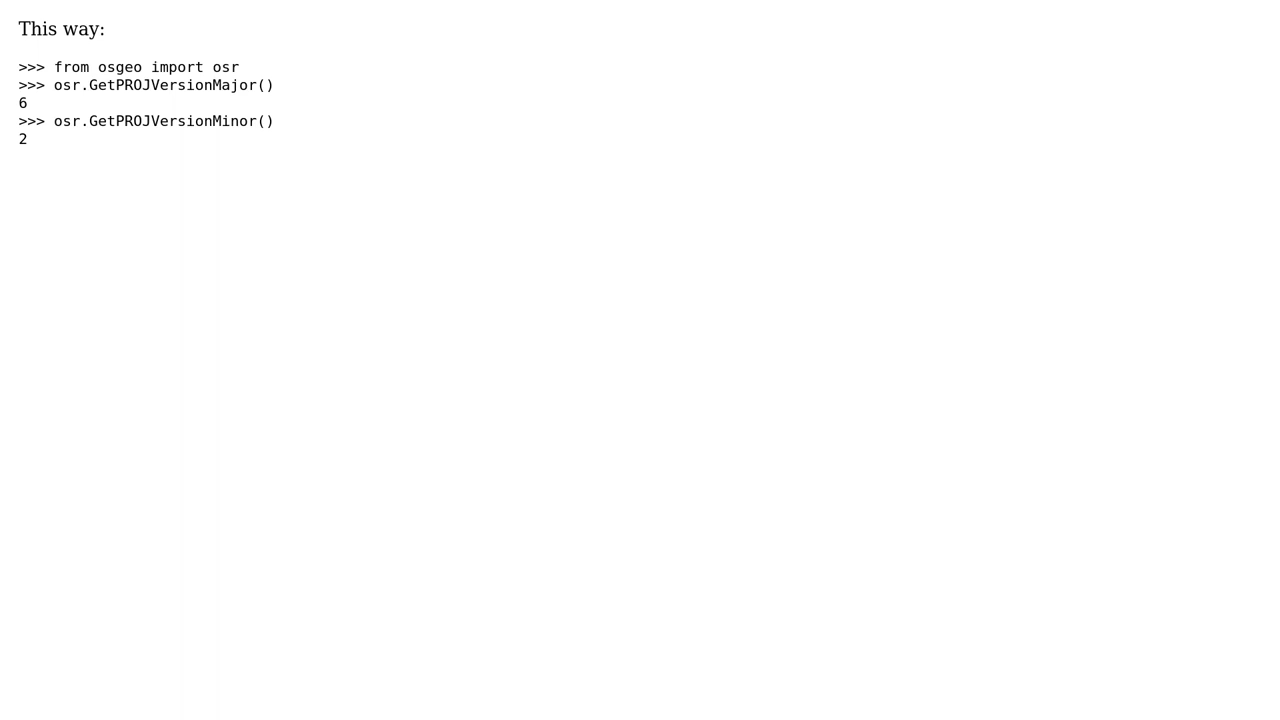 This way:
>>> from osgeo import osr
>>> osr.GetPROJVersionMajor()
6
>>> osr.GetPROJVersionMinor()
2